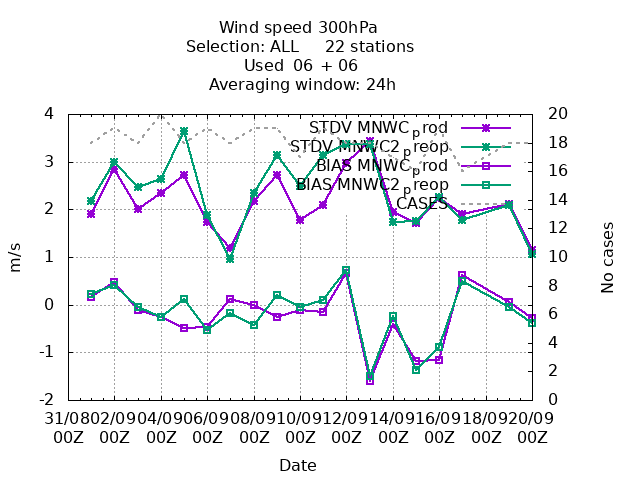 Wind speed 300hPa
Selection: ALL 22 stations
Used 06 + 06
Averaging window: 24h
STDV MNWC_prod
STDV MNWC2_preop
BIAS MNWC_prod
BIAS MNWC2_preop
CASES
4
3
2
1
0
-1
-2
m/s
20
18
16
14
12
10
8
6
4
2
0
No cases
31/08 02/09 04/09 06/09 08/09 10/09 12/09 14/09 16/09 18/09 20/09
00Z 00Z 00Z 00Z 00Z 00Z 00Z 00Z 00Z 00Z 00Z
Date